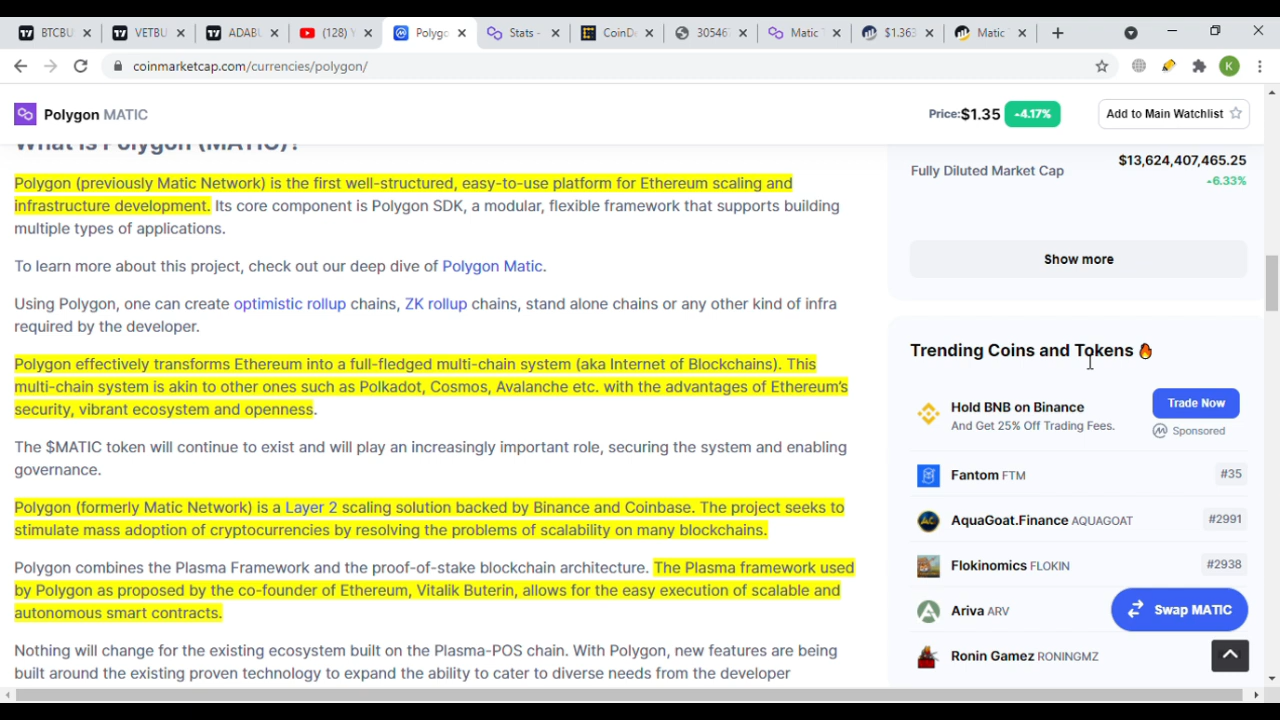 BTCBU
VETBU
ADABU
(128) Y
Polygo
Stats -
CoinDe
305467
Matic T
$1.363
Matic
coinmarketcap.com/currencies/polygon/
K
Polygon MATIC
Price:$1.35
4.17%
Add to Main Watchlist
What Is Polygon (MATIC)?
Polygon (previously Matic Network) is the first well-structured, easy-to-use platform for Ethereum scaling and
infrastructure development. Its core component is Polygon SDK, a modular, flexible framework that supports building
multiple types of applications.
To learn more about this project, check out our deep dive of Polygon Matic.
Using Polygon, one can create optimistic rollup chains, ZK rollup chains, stand alone chains or any other kind of infra
required by the developer.
Polygon effectively transforms Ethereum into a full-fledged multi-chain system (aka Internet of Blockchains). This
multi-chain system is akin to other ones such as Polkadot, Cosmos, Avalanche etc. with the advantages of Ethereum's
security, vibrant ecosystem and openness.
The $MATIC token will continue to exist and will play an increasingly important role, securing the system and enabling
governance.
Polygon (formerly Matic Network) is a Layer 2 scaling solution backed by Binance and Coinbase. The project seeks to
stimulate mass adoption of cryptocurrencies by resolving the problems of scalability on many blockchains.
Polygon combines the Plasma Framework and the proof-of-stake blockchain architecture. The Plasma framework used
by Polygon as proposed by the co-founder of Ethereum, Vitalik Buterin, allows for the easy execution of scalable and
autonomous smart contracts.
Nothing will change for the existing ecosystem built on the Plasma-POS chain. With Polygon, new features are being
built around the existing proven technology to expand the ability to cater to diverse needs from the developer
Fully Diluted Market Cap
$13,624,407,465.25
6.33%
Show more
Trending Coins and Tokens
Hold BNB on Binance
And Get 25% Off Trading Fees.
Trade Now
Sponsored
Fantom FTM
#35
AquaGoat.Finance AQUAGOAT
#2991
Flokinomics FLOKIN
#2938
Ariva ARV
Swap MATIC
Ronin Gamez RONINGMZ